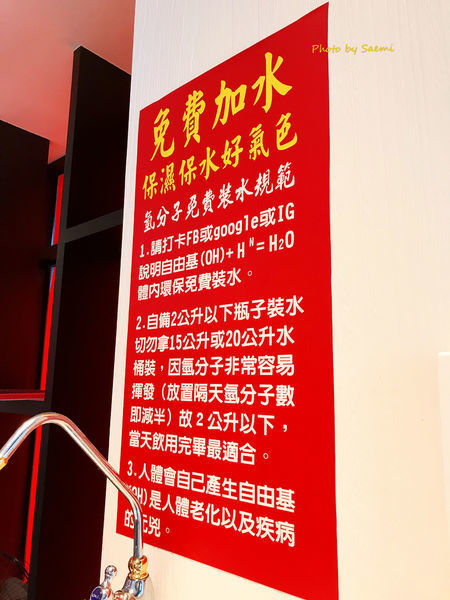 Photo by Saemi
免費加水
保濕保水好氣色
氫分子免費裝水規範
1.請打卡FB或google或IG
說明自由基(OH)+H"=H2O
體內環保免費裝水。
2.自備2公升以下瓶子裝水
切勿拿15公升或20公升水
桶裝，因氫分子非常容易
揮發（放置隔天氫分子數
即減半）故2公升以下，
當天飲用完畢最適合。
3.人體會自已產生自由基
(OH)是人體老化以及疾病
的元兇。